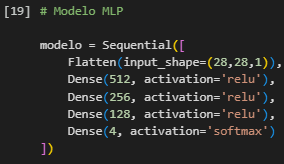 [19] # Modelo MLP
modelo = Sequential([
    Flatten(input_shape=(28,28,1)),
    Dense(512, activation='relu'),
    Dense(256, activation='relu'),
    Dense(128, activation='relu'),
    Dense(4, activation='softmax')
])